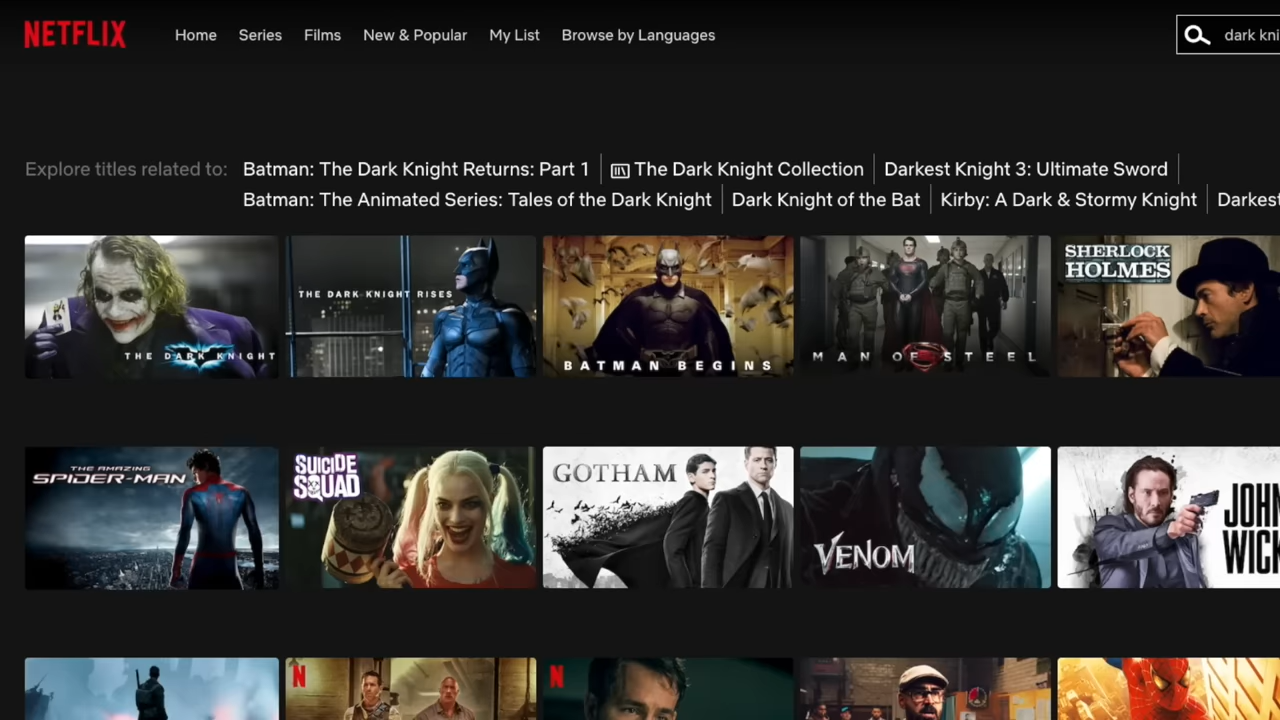 NETFLIX Home Series Films New & Popular My List Browse by Languages dark kni
Explore titles related to: Batman: The Dark Knight Returns: Part 1 The Dark Knight Collection Darkest Knight 3: Ultimate Sword
Batman: The Animated Series: Tales of the Dark Knight Dark Knight of the Bat Kirby: A Dark & Stormy Knight Darkest
THE DARK KNIGHT
THE DARK KNIGHT RISES
BATMAN BEGINS
MAN OF STEEL
SHERLOCK
HOLMES
THE AMAZING
SPIDER-MAN
SUICIDE
SQUAD
GOTHAM
VENOM
JOHN
WICK
N
N